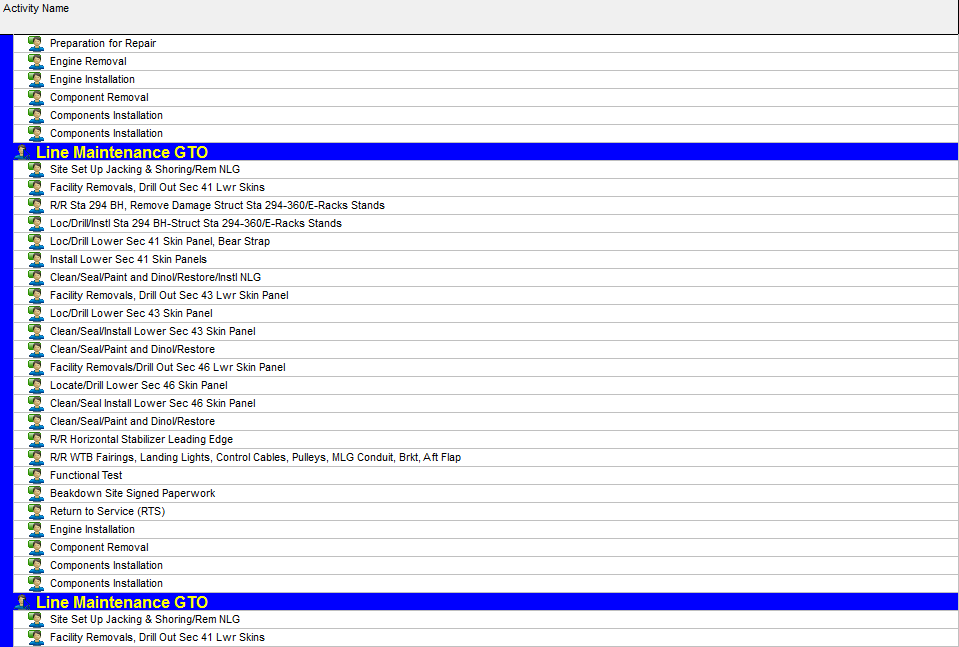 Activity Name
Preparation for Repair
Engine Removal
Engine Installation
Component Removal
Components Installation
Components Installation
Line Maintenance GTO
Site Set Up Jacking & Shoring/Rem NLG
Facility Removals, Drill Out Sec 41 Lwr Skins
R/R Sta 294 BH, Remove Damage Struct Sta 294-360/E-Racks Stands
Loc/Drill/Instl Sta 294 BH-Struct Sta 294-360/E-Racks Stands
Loc/Drill Lower Sec 41 Skin Panel, Bear Strap
Install Lower Sec 41 Skin Panels
Clean/Seal/Paint and Dinol/Restore/Instl NLG
Facility Removals, Drill Out Sec 43 Lwr Skin Panel
Loc/Drill Lower Sec 43 Skin Panel
Clean/Seal/Install Lower Sec 43 Skin Panel
Clean/Seal/Paint and Dinol/Restore
Facility Removals/Drill Out Sec 46 Lwr Skin Panel
Locate/Drill Lower Sec 46 Skin Panel
Clean/Seal Install Lower Sec 46 Skin Panel
Clean/Seal/Paint and Dinol/Restore
R/R Horizontal Stabilizer Leading Edge
R/R WTB Fairings, Landing Lights, Control Cables, Pulleys, MLG Conduit, Brkt, Aft Flap
Functional Test
Beakdown Site Signed Paperwork
Return to Service (RTS)
Engine Installation
Component Removal
Components Installation
Components Installation
Line Maintenance GTO
Site Set Up Jacking & Shoring/Rem NLG
Facility Removals, Drill Out Sec 41 Lwr Skins